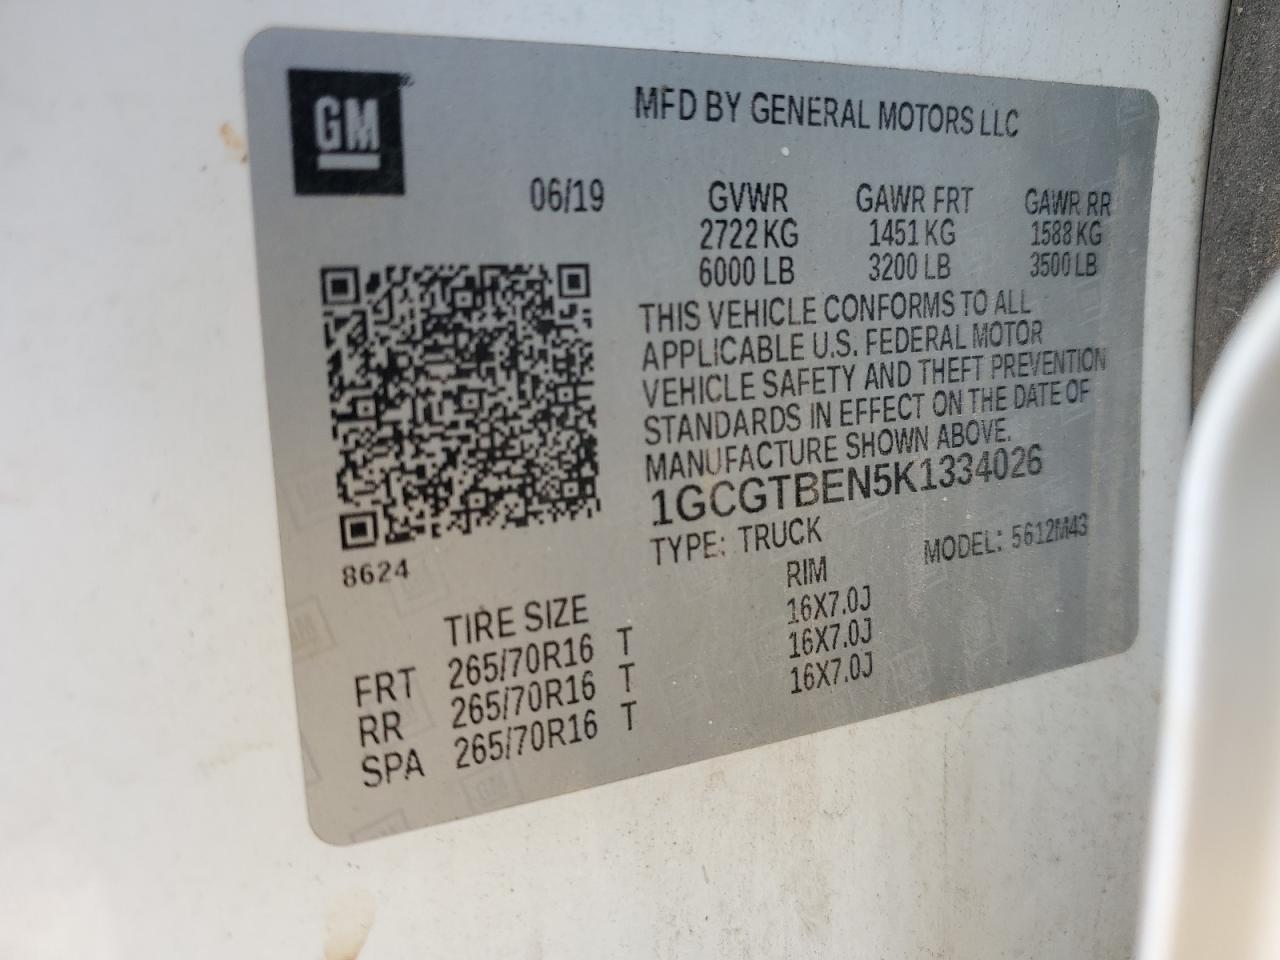 GM
MFD BY GENERAL MOTORS LLC
06/19
GVWR GAWR FRT GAWR RR
2722 KG 1451 KG 1588 KG
6000 LB 3200 LB 3500 LB
THIS VEHICLE CONFORMS TO ALL
APPLICABLE U.S. FEDERAL MOTOR
VEHICLE SAFETY AND THEFT PREVENTION
STANDARDS IN EFFECT ON THE DATE OF
MANUFACTURE SHOWN ABOVE.
1GCGTBEN5K1334026
TYPE: TRUCK MODEL: 5612M43
8624
TIRE SIZE RIM
FRT 265/70R16 T 16X7.0J
RR 265/70R16 T 16X7.0J
SPA 265/70R16 T 16X7.0J